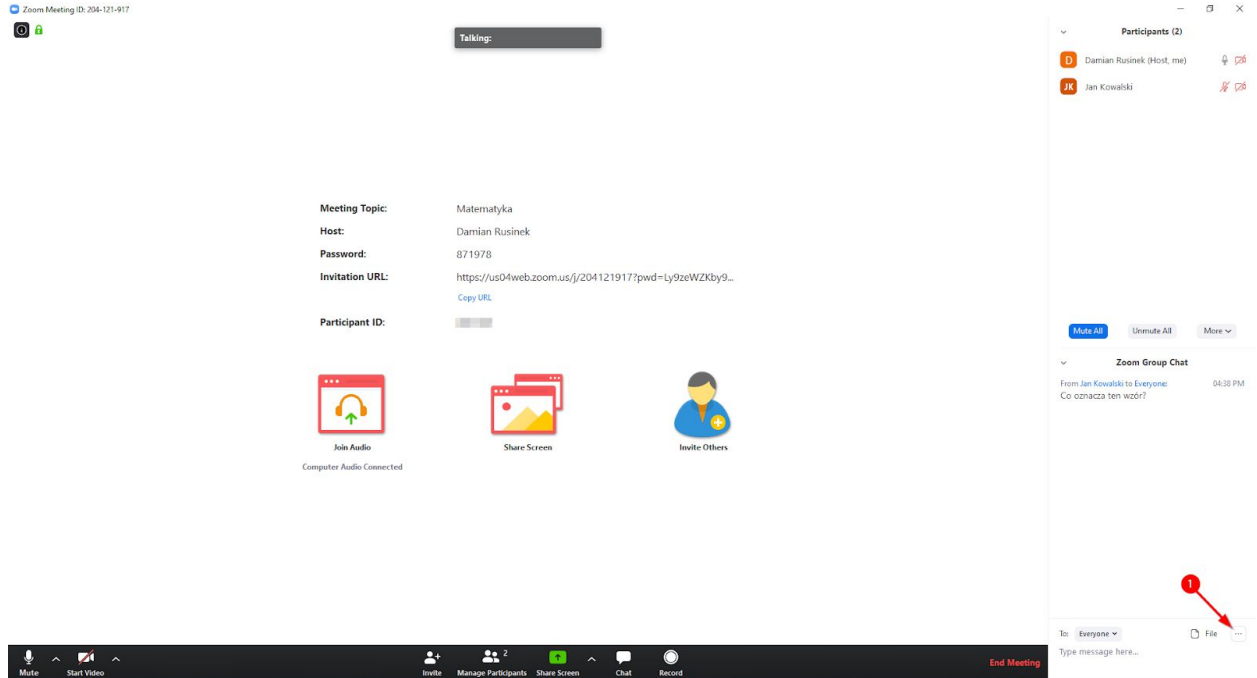 Zoom Meeting ID: 204-121-917
Talking:
Participants (2)
D Damian Rusinek (Host, me)
JK Jan Kowalski
Meeting Topic: Matematyka
Host: Damian Rusinek
Password: 871978
Invitation URL: https://us04web.zoom.us/j/204121917?pwd=Ly9zeWZKby9...
Copy URL
Participant ID:
Mute All Unmute All More
Zoom Group Chat
From Jan Kowalski to Everyone: 04:38 PM
Co oznacza ten wzór?
Join Audio Share Screen Invite Others
Computer Audio Connected
1
To: Everyone File ...
Type message here...
Mute Start Video Invite Manage Participants 2 Share Screen Chat Record End Meeting